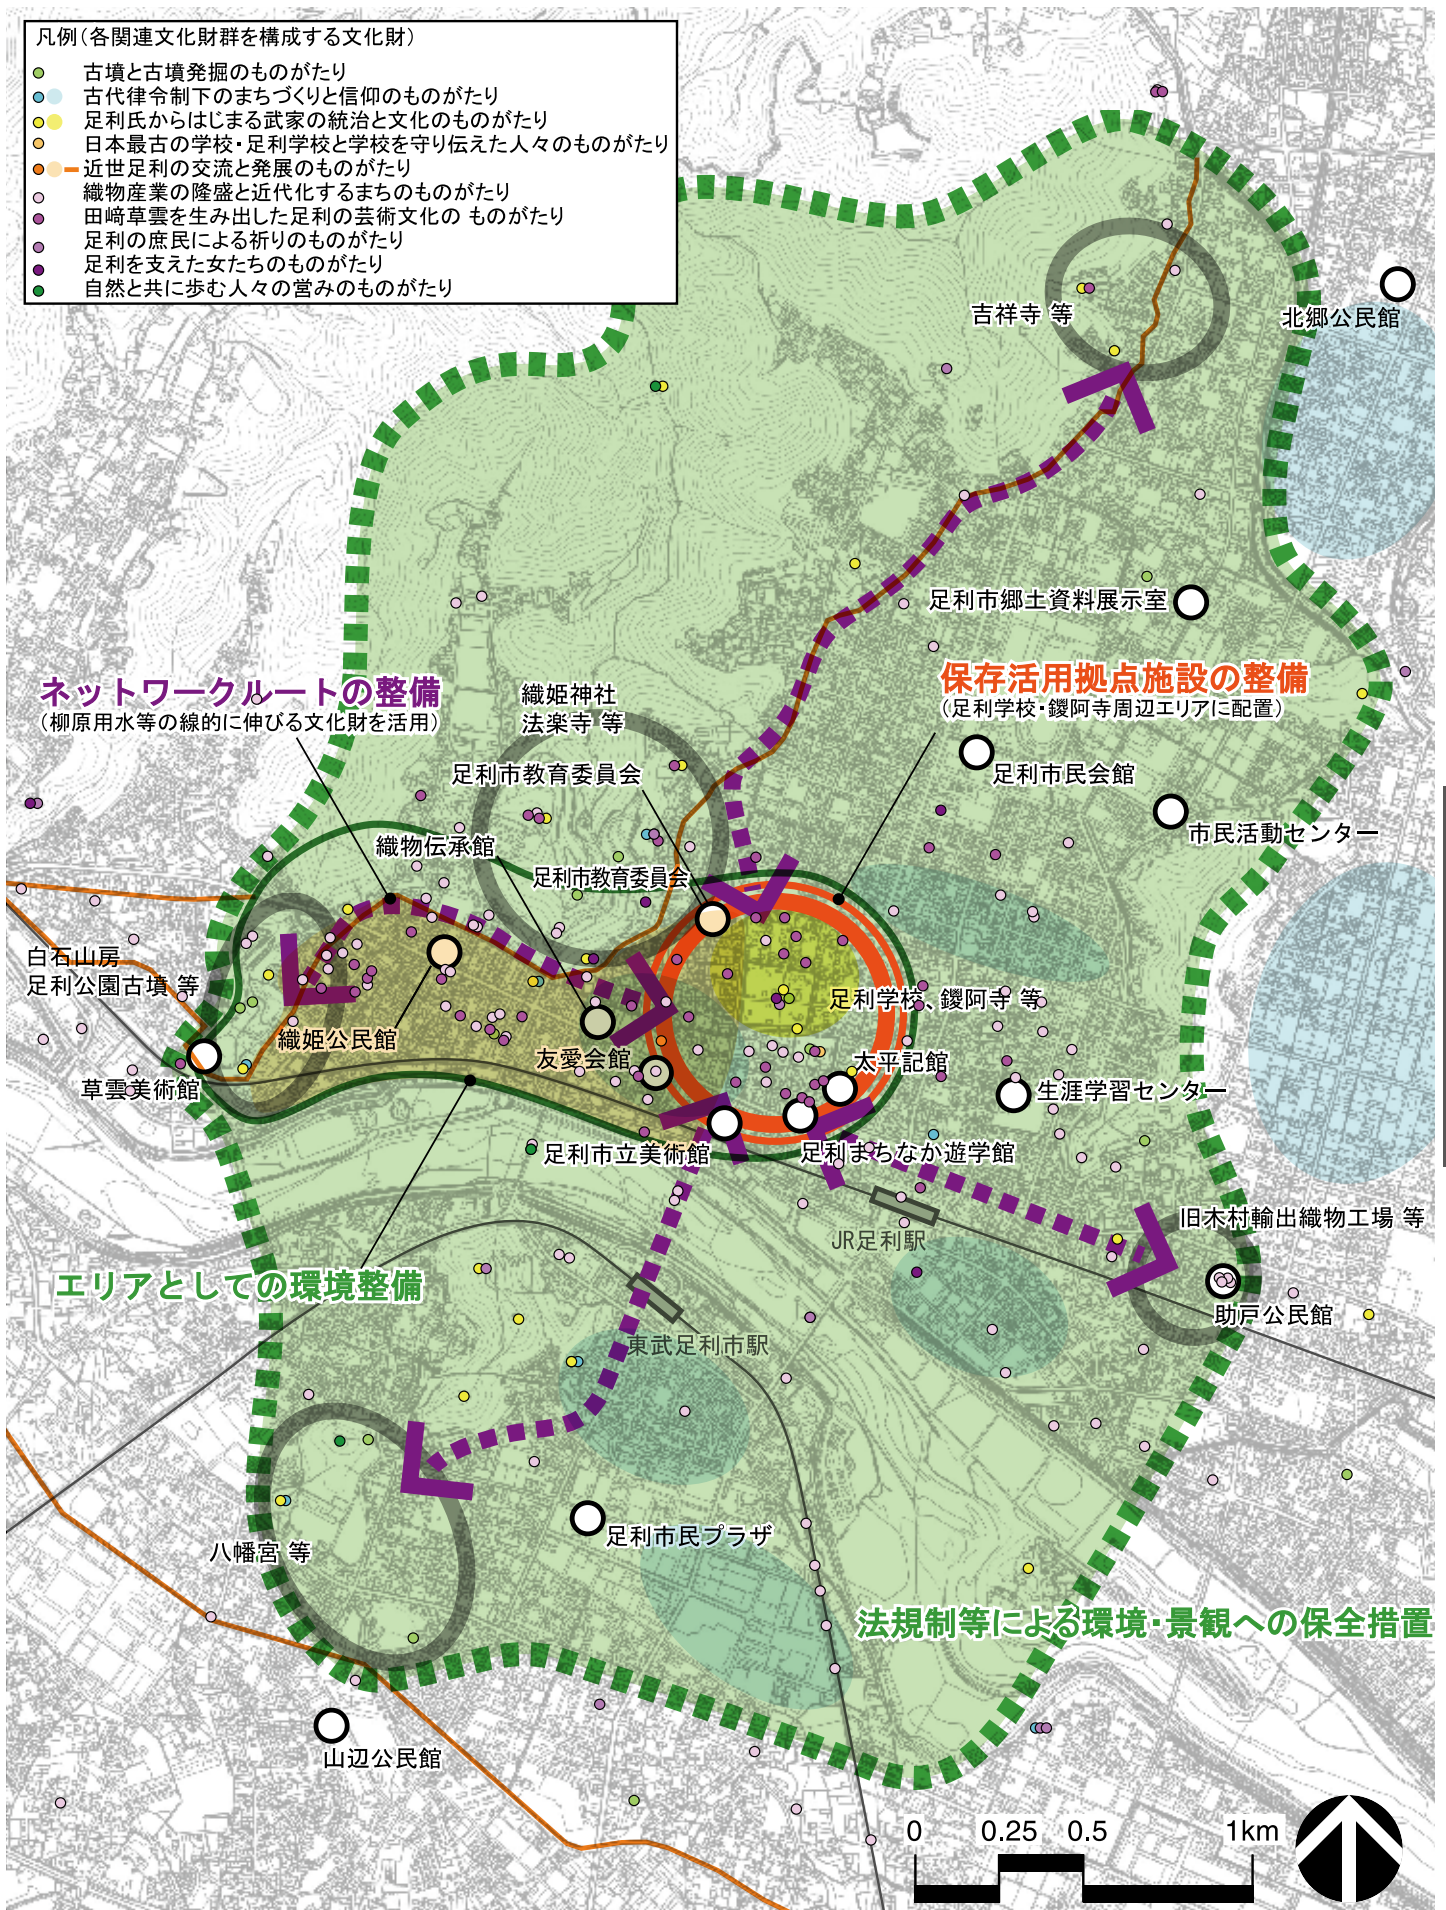 凡例(各関連文化財群を構成する文化財)
古墳と古墳発掘のものがたり
古代律令制下のまちづくりと信仰のものがたり
足利氏からはじまる武家の統治と文化のものがたり
日本最古の学校・足利学校と学校を守り伝えた人々のものがたり
近世足利の交流と発展のものがたり
織物産業の隆盛と近代化するまちのものがたり
田﨑草雲を生み出した足利の芸術文化の ものがたり
足利の庶民による祈りのものがたり
足利を支えた女たちのものがたり
自然と共に歩む人々の営みのものがたり
吉祥寺 等
北郷公民館
足利市郷土資料展示室
ネットワークルートの整備
(柳原用水等の線的に伸びる文化財を活用)
織姫神社
法楽寺 等
保存活用拠点施設の整備
(足利学校・鑁阿寺周辺エリアに配置)
足利市教育委員会
足利市民会館
市民活動センター
織物伝承館
足利市教育委員会
白石山房
足利公園古墳 等
足利学校、鑁阿寺 等
織姫公民館
友愛会館
太平記館
草雲美術館
生涯学習センター
足利市立美術館
足利まちなか遊学館
旧木村輸出織物工場 等
JR足利駅
エリアとしての環境整備
助戸公民館
東武足利市駅
足利市民プラザ
八幡宮 等
法規制等による環境・景観への保全措置
山辺公民館
0 0.25 0.5 1km